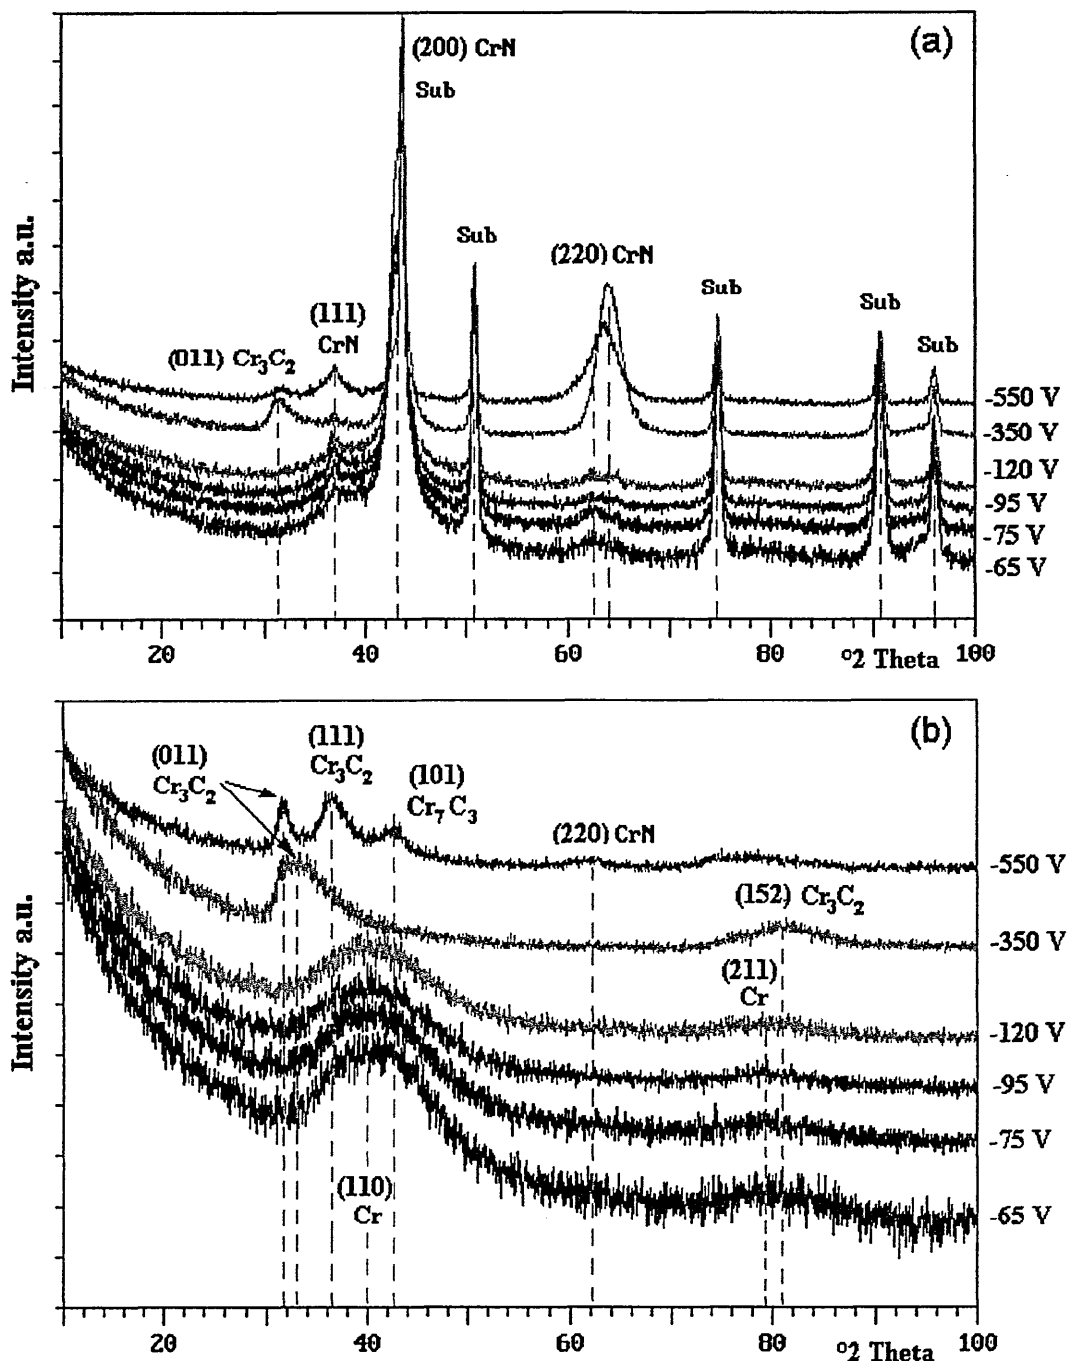 (a)
(200) CrN
Sub
Sub
(220) CrN
Sub
Sub
Sub
(111)
CrN
(011) Cr₃C₂
Intensity a.u.
-550 V
-350 V
-120 V
-95 V
-75 V
-65 V
20 40 60 80 °2 Theta 100
(b)
(011)
Cr₃C₂
(111)
Cr₃C₂
(101)
Cr₇C₃
(220) CrN
(152) Cr₃C₂
(211)
Cr
(110)
Cr
Intensity a.u.
-550 V
-350 V
-120 V
-95 V
-75 V
-65 V
20 40 60 80 °2 Theta 100